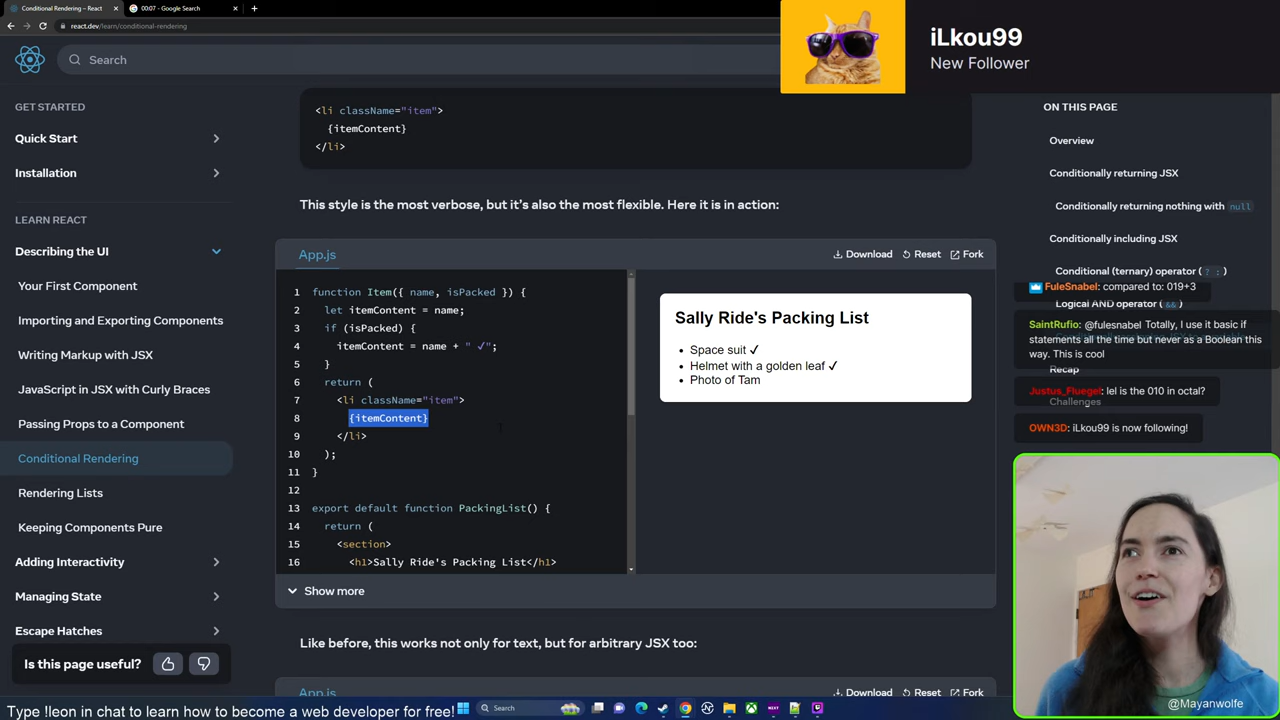 Conditional Rendering – React
00:07 - Google Search
react.dev/learn/conditional-rendering
iLkou99
New Follower
Search
GET STARTED
Quick Start
Installation
LEARN REACT
Describing the UI
Your First Component
Importing and Exporting Components
Writing Markup with JSX
JavaScript in JSX with Curly Braces
Passing Props to a Component
Conditional Rendering
Rendering Lists
Keeping Components Pure
Adding Interactivity
Managing State
Escape Hatches
Is this page useful?
<li className="item">
{itemContent}
</li>
This style is the most verbose, but it's also the most flexible. Here it is in action:
App.js
Download
Reset
Fork
1 function Item({ name, isPacked }) {
2 let itemContent = name;
3 if (isPacked) {
4 itemContent = name + " ✓";
5 }
6 return (
7 <li className="item">
8 {itemContent}
9 </li>
10 );
11 }
12
13 export default function PackingList() {
14 return (
15 <section>
16 <h1>Sally Ride's Packing List</h1>
Show more
Sally Ride's Packing List
• Space suit ✓
• Helmet with a golden leaf ✓
• Photo of Tam
Like before, this works not only for text, but for arbitrary JSX too:
App.js
Download
Reset
Fork
ON THIS PAGE
Overview
Conditionally returning JSX
Conditionally returning nothing with null
Conditionally including JSX
Conditional (ternary) operator ( ? : )
FuleSnabel: compared to: 019+3
Logical AND operator ( && )
SaintRufio: @fulesnabel Totally, I use it basic if
statements all the time but never as a Boolean this
way. This is cool
Recap
Justus_Fluegel: lel is the 010 in octal?
Challenges
OWN3D: iLkou99 is now following!
@Mayanwolfe
Type !leon in chat to learn how to become a web developer for free!
Search